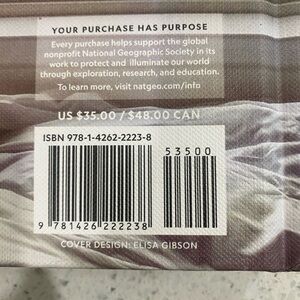 YOUR PURCHASE HAS PURPOSE
Every purchase helps support the global
nonprofit National Geographic Society in
its work to protect and illuminate our world
through exploration, research, and education.
To learn more, visit natgeo.com/info
US $35.00 / $48.00 CAN
ISBN 978-1-4262-2223-8
53500
9 781426 222238
COVER DESIGN: ELISA GIBSON